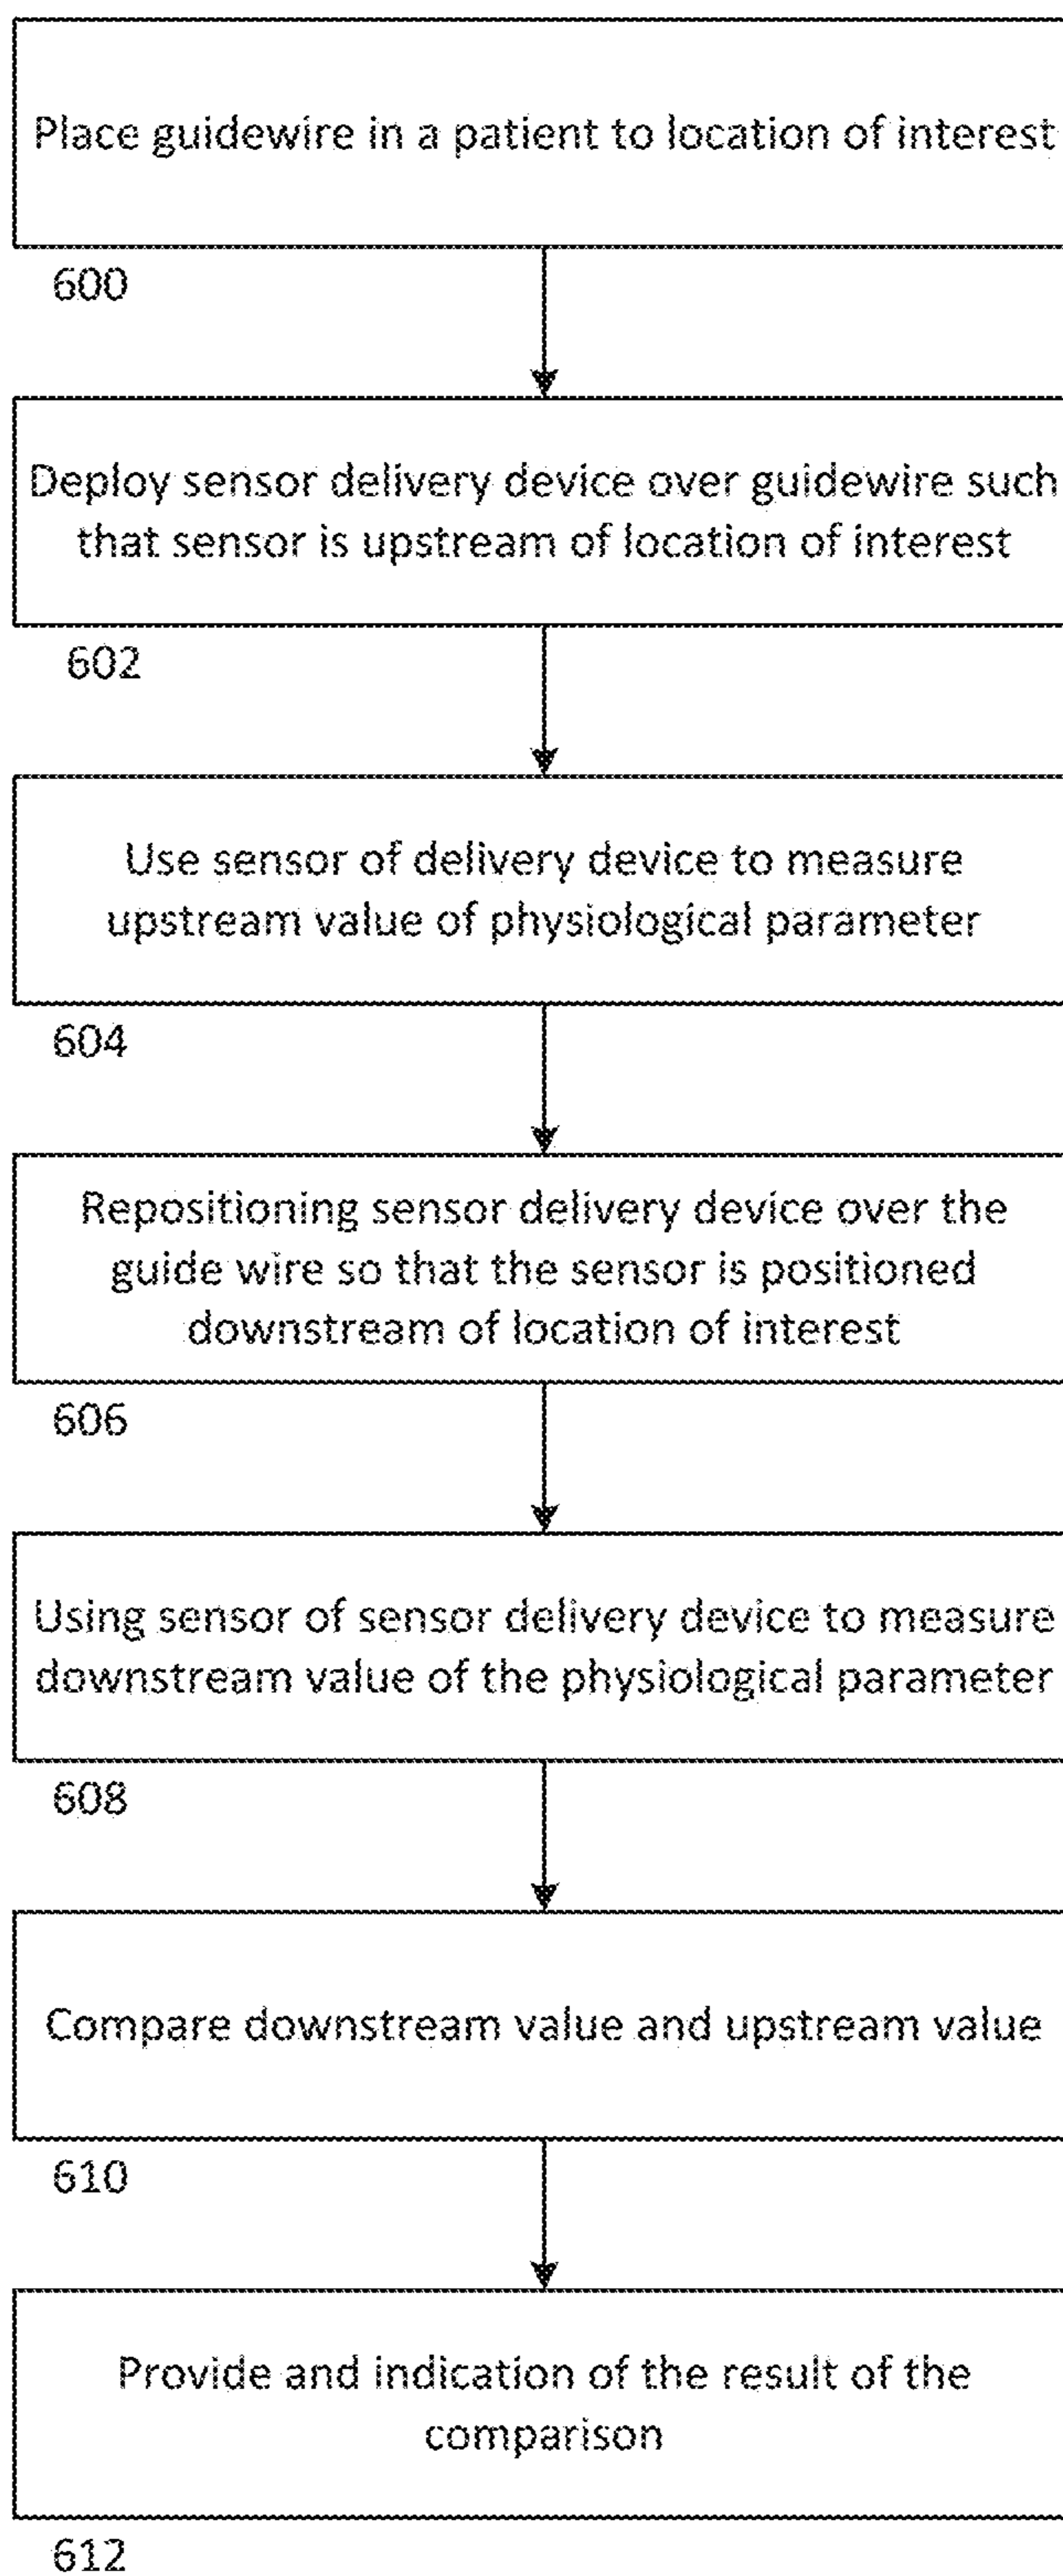 Place guidewire in a patient to location of interest
600
Deploy sensor delivery device over guidewire such
that sensor is upstream of location of interest
602
Use sensor of delivery device to measure
upstream value of physiological parameter
604
Repositioning sensor delivery device over the
guide wire so that the sensor is positioned
downstream of location of interest
606
Using sensor of sensor delivery device to measure
downstream value of the physiological parameter
608
Compare downstream value and upstream value
610
Provide and indication of the result of the
comparison
612